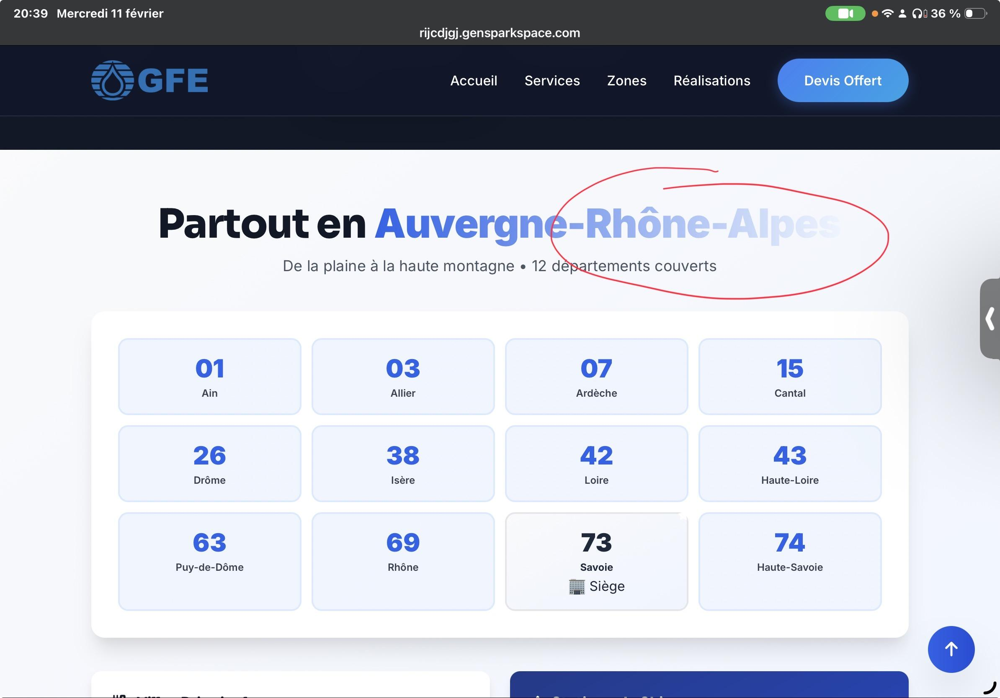 20:39 Mercredi 11 février
36 %
rijcdjgj.gensparkspace.com
GFE
Accueil Services Zones Réalisations Devis Offert
Partout en Auvergne-Rhône-Alpes
De la plaine à la haute montagne • 12 départements couverts
01 03 07 15
Ain Allier Ardèche Cantal
26 38 42 43
Drôme Isère Loire Haute-Loire
63 69 73 74
Puy-de-Dôme Rhône Savoie Haute-Savoie
Siège